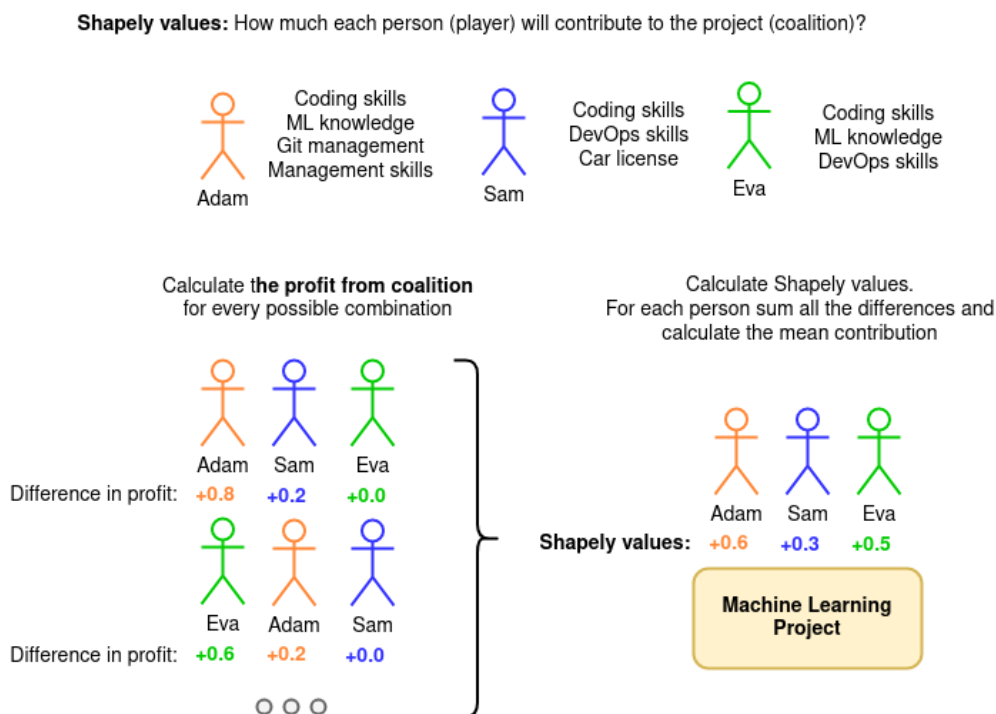 Shapely values: How much each person (player) will contribute to the project (coalition)?
Coding skills
ML knowledge
Git management
Management skills
Adam
Coding skills
DevOps skills
Car license
Sam
Coding skills
ML knowledge
DevOps skills
Eva
Calculate the profit from coalition
for every possible combination
Adam Sam Eva
Difference in profit: +0.8 +0.2 +0.0
Eva Adam Sam
Difference in profit: +0.6 +0.2 +0.0
Calculate Shapely values.
For each person sum all the differences and
calculate the mean contribution
Adam Sam Eva
Shapely values: +0.6 +0.3 +0.5
Machine Learning
Project